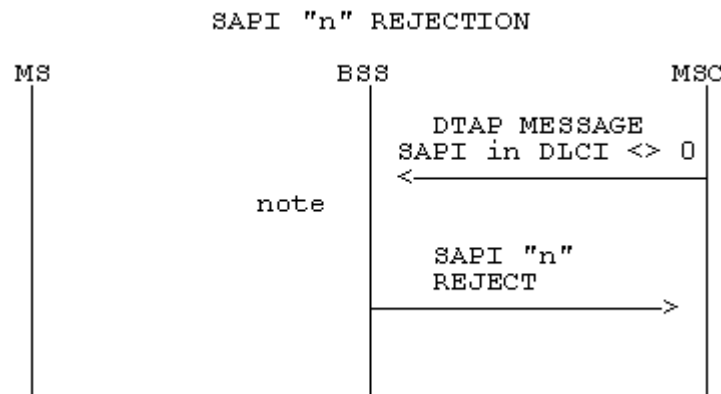 SAPI "n" REJECTION
MS BSS MSC
DTAP MESSAGE
SAPI in DLCI <> 0
note
SAPI "n"
REJECT